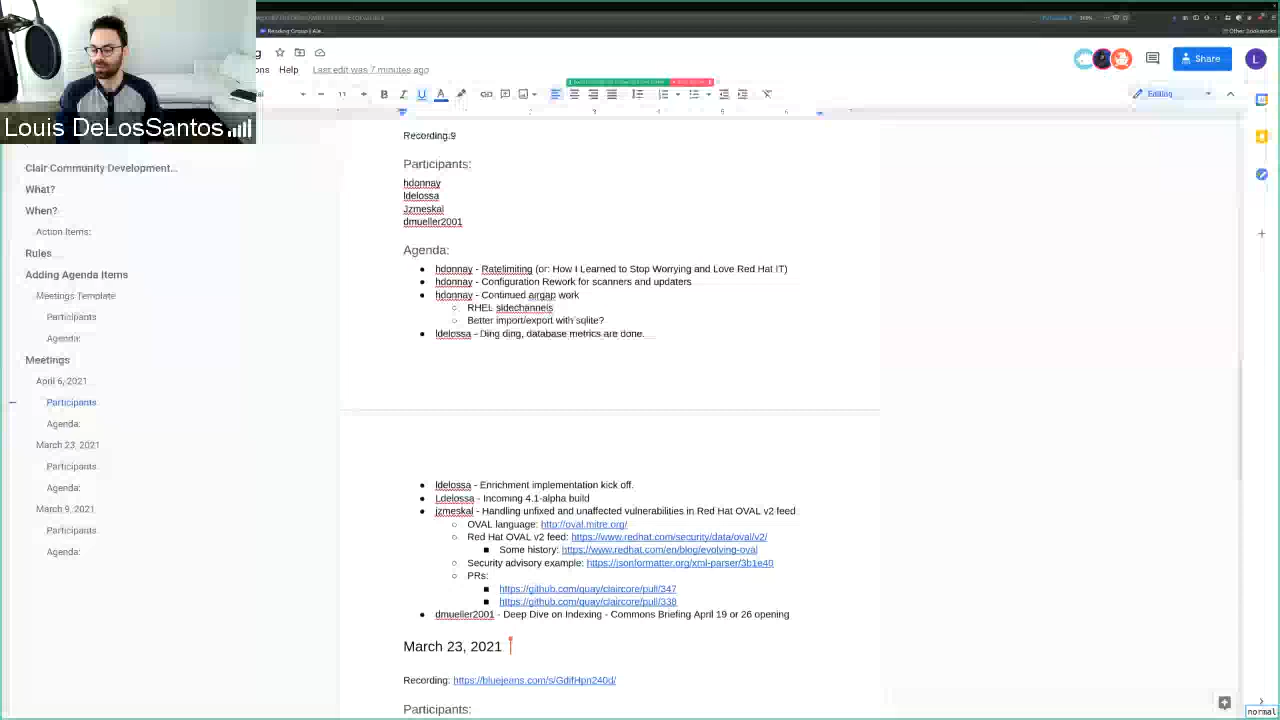 Reading Group | Ale...
Other Bookmarks
Help
Last edit was 7 minutes ago
Share
L
11
Editing
Louis DeLosSantos
Clair Community Development...
What?
When?
Action Items:
Rules
Adding Agenda Items
Meetings Template
Participants
Agenda:
Meetings
April 6, 2021
Participants
Agenda:
March 23, 2021
Participants
Agenda:
March 9, 2021
Participants
Agenda:
Recording:9
Participants:
hdonnay
ldelossa
Jzmeskal
dmueller2001
Agenda:
hdonnay - Ratelimiting (or: How I Learned to Stop Worrying and Love Red Hat IT)
hdonnay - Configuration Rework for scanners and updaters
hdonnay - Continued airgap work
RHEL sidechannels
Better import/export with sqlite?
ldelossa - Ding ding, database metrics are done.
ldelossa - Enrichment implementation kick off.
Ldelossa - Incoming 4.1-alpha build
jzmeskal - Handling unfixed and unaffected vulnerabilities in Red Hat OVAL v2 feed
OVAL language: http://oval.mitre.org/
Red Hat OVAL v2 feed: https://www.redhat.com/security/data/oval/v2/
Some history: https://www.redhat.com/en/blog/evolving-oval
Security advisory example: https://jsonformatter.org/xml-parser/3b1e40
PRs:
https://github.com/quay/claircore/pull/347
https://github.com/quay/claircore/pull/338
dmueller2001 - Deep Dive on Indexing - Commons Briefing April 19 or 26 opening
March 23, 2021
Recording: https://bluejeans.com/s/GdifHpn240d/
Participants:
normal